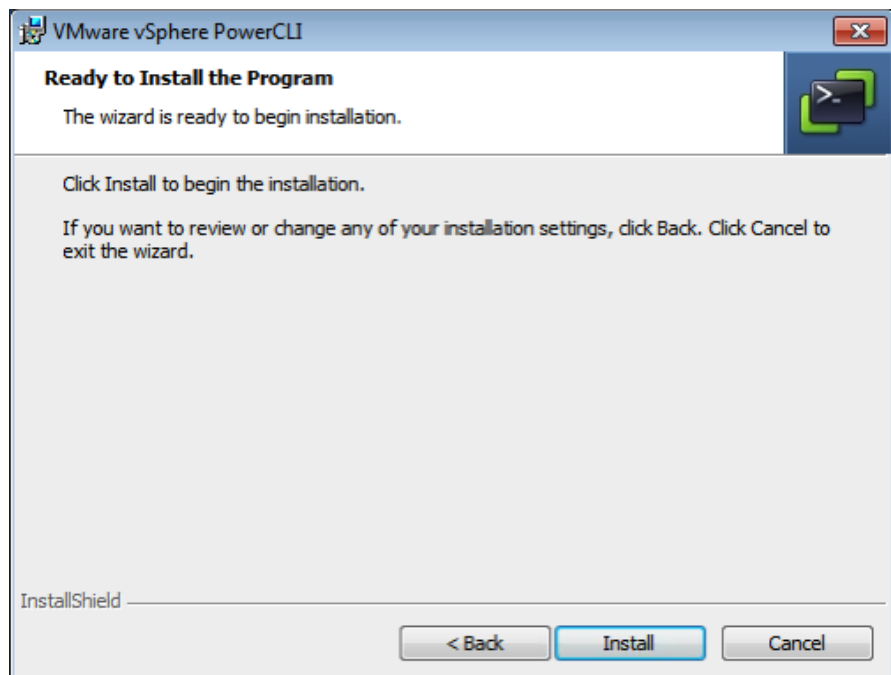 VMware vSphere PowerCLI
Ready to Install the Program
The wizard is ready to begin installation.
>_
Click Install to begin the installation.
If you want to review or change any of your installation settings, click Back. Click Cancel to
exit the wizard.
InstallShield
< Back
Install
Cancel